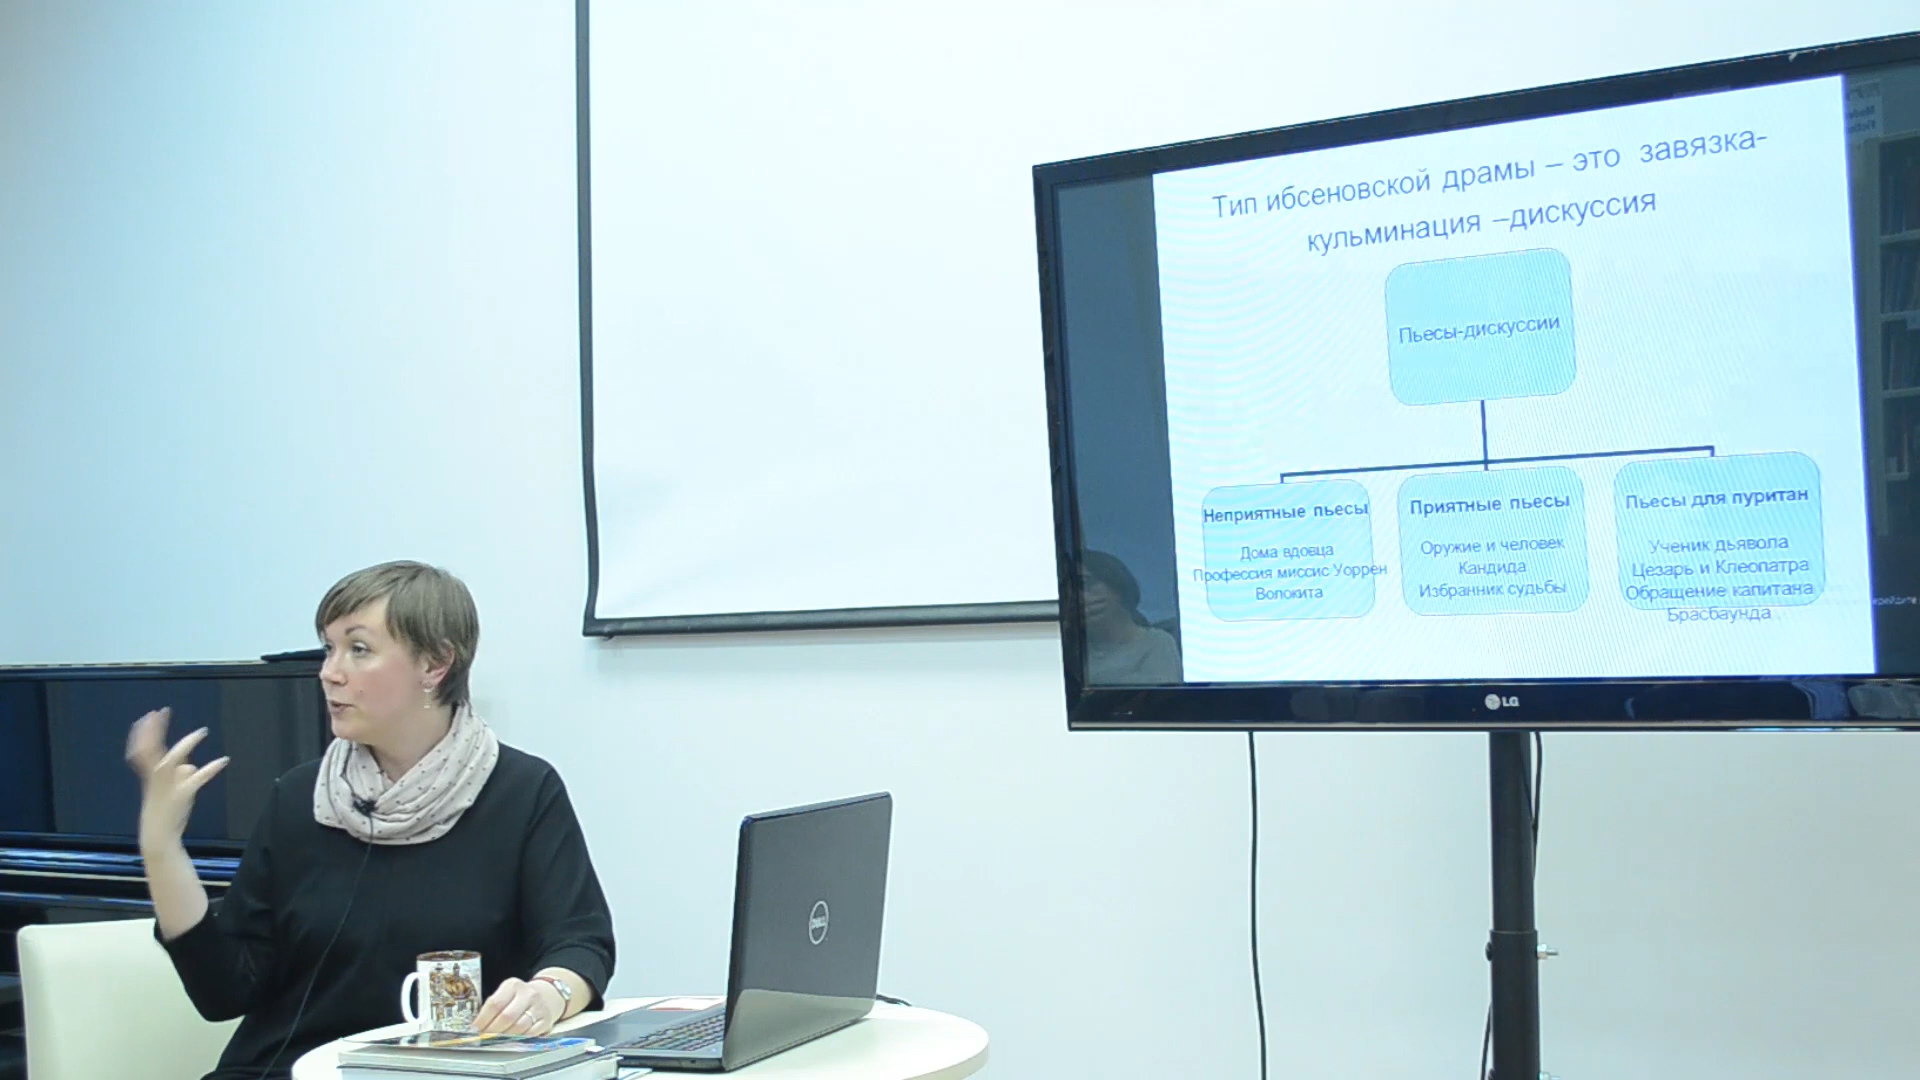 Тип ибсеновской драмы – это завязка-
кульминация –дискуссия
Пьесы-дискуссии
Неприятные пьесы
Дома вдовца
Профессия миссис Уоррен
Волокита
Приятные пьесы
Оружие и человек
Кандида
Избранник судьбы
Пьесы для пуритан
Ученик дьявола
Цезарь и Клеопатра
Обращение капитана
Брасбаунда
LG
DELL